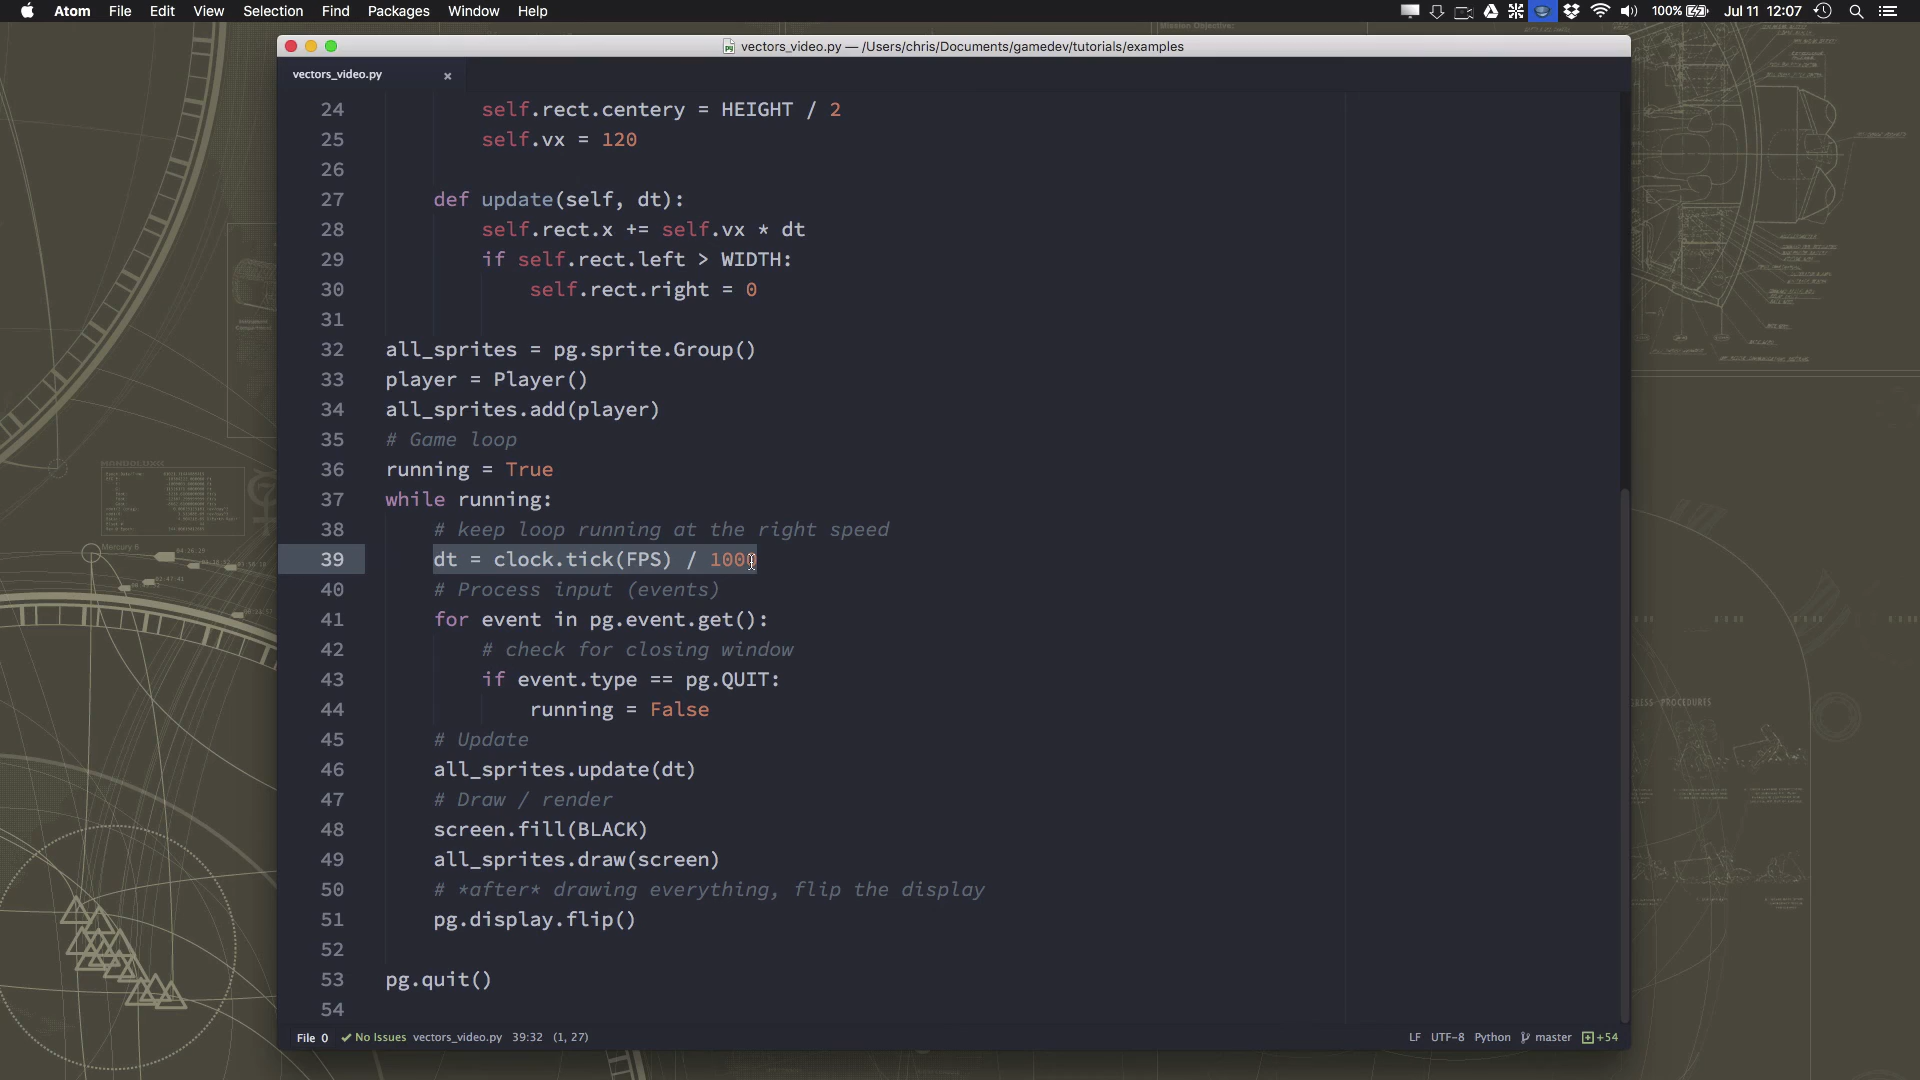 Atom File Edit View Selection Find Packages Window Help 100% Jul 11 12:07
vectors_video.py — /Users/chris/Documents/gamedev/tutorials/examples
vectors_video.py ×
24 self.rect.centery = HEIGHT / 2
25 self.vx = 120
26
27 def update(self, dt):
28 self.rect.x += self.vx * dt
29 if self.rect.left > WIDTH:
30 self.rect.right = 0
31
32 all_sprites = pg.sprite.Group()
33 player = Player()
34 all_sprites.add(player)
35 # Game loop
36 running = True
37 while running:
38 # keep loop running at the right speed
39 dt = clock.tick(FPS) / 1000
40 # Process input (events)
41 for event in pg.event.get():
42 # check for closing window
43 if event.type == pg.QUIT:
44 running = False
45 # Update
46 all_sprites.update(dt)
47 # Draw / render
48 screen.fill(BLACK)
49 all_sprites.draw(screen)
50 # *after* drawing everything, flip the display
51 pg.display.flip()
52
53 pg.quit()
54
File 0 No Issues vectors_video.py 39:32 (1, 27) LF UTF-8 Python master +54